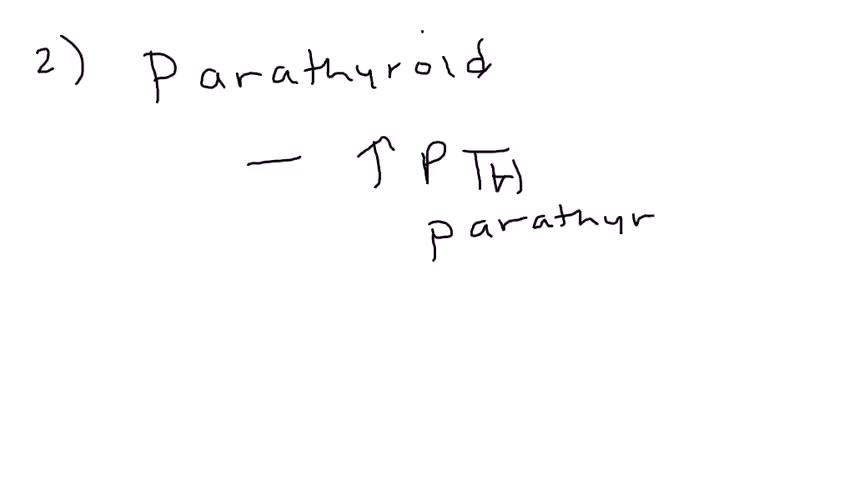 2) Parathyroid
— ↑ PTH
parathyr